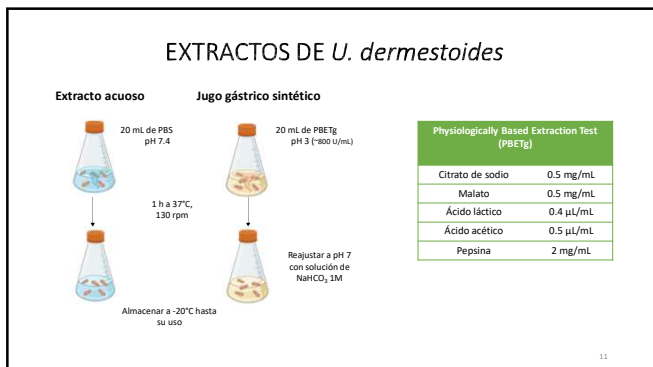 EXTRACTOS DE U. dermestoides
Extracto acuoso
Jugo gástrico sintético
20 mL de PBS
pH 7.4
20 mL de PBETg
pH 3 (~800 U/mL)
1 h a 37°C,
130 rpm
Reajustar a pH 7
con solución de
NaHCO₃ 1M
Almacenar a -20°C hasta
su uso
Physiologically Based Extraction Test
(PBETg)
Citrato de sodio 0.5 mg/mL
Malato 0.5 mg/mL
Ácido láctico 0.4 µL/mL
Ácido acético 0.5 µL/mL
Pepsina 2 mg/mL
11